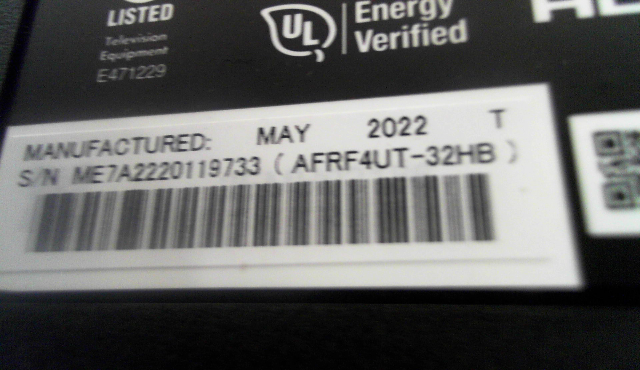 LISTED
Television
Equipment
E471229
UL
Energy
Verified
MANUFACTURED: MAY 2022 T
S/N ME7A2220119733 ( AFRF4UT-32HB )